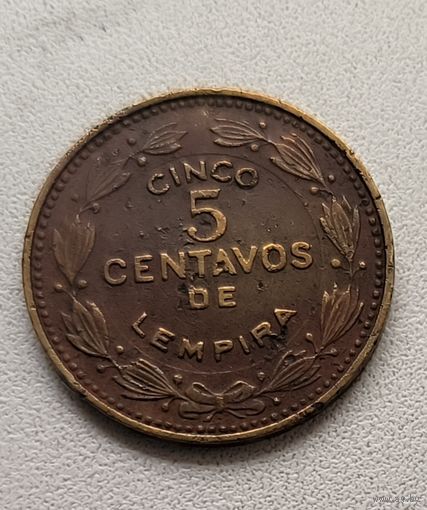 CINCO
5
CENTAVOS
DE
LEMPIRA